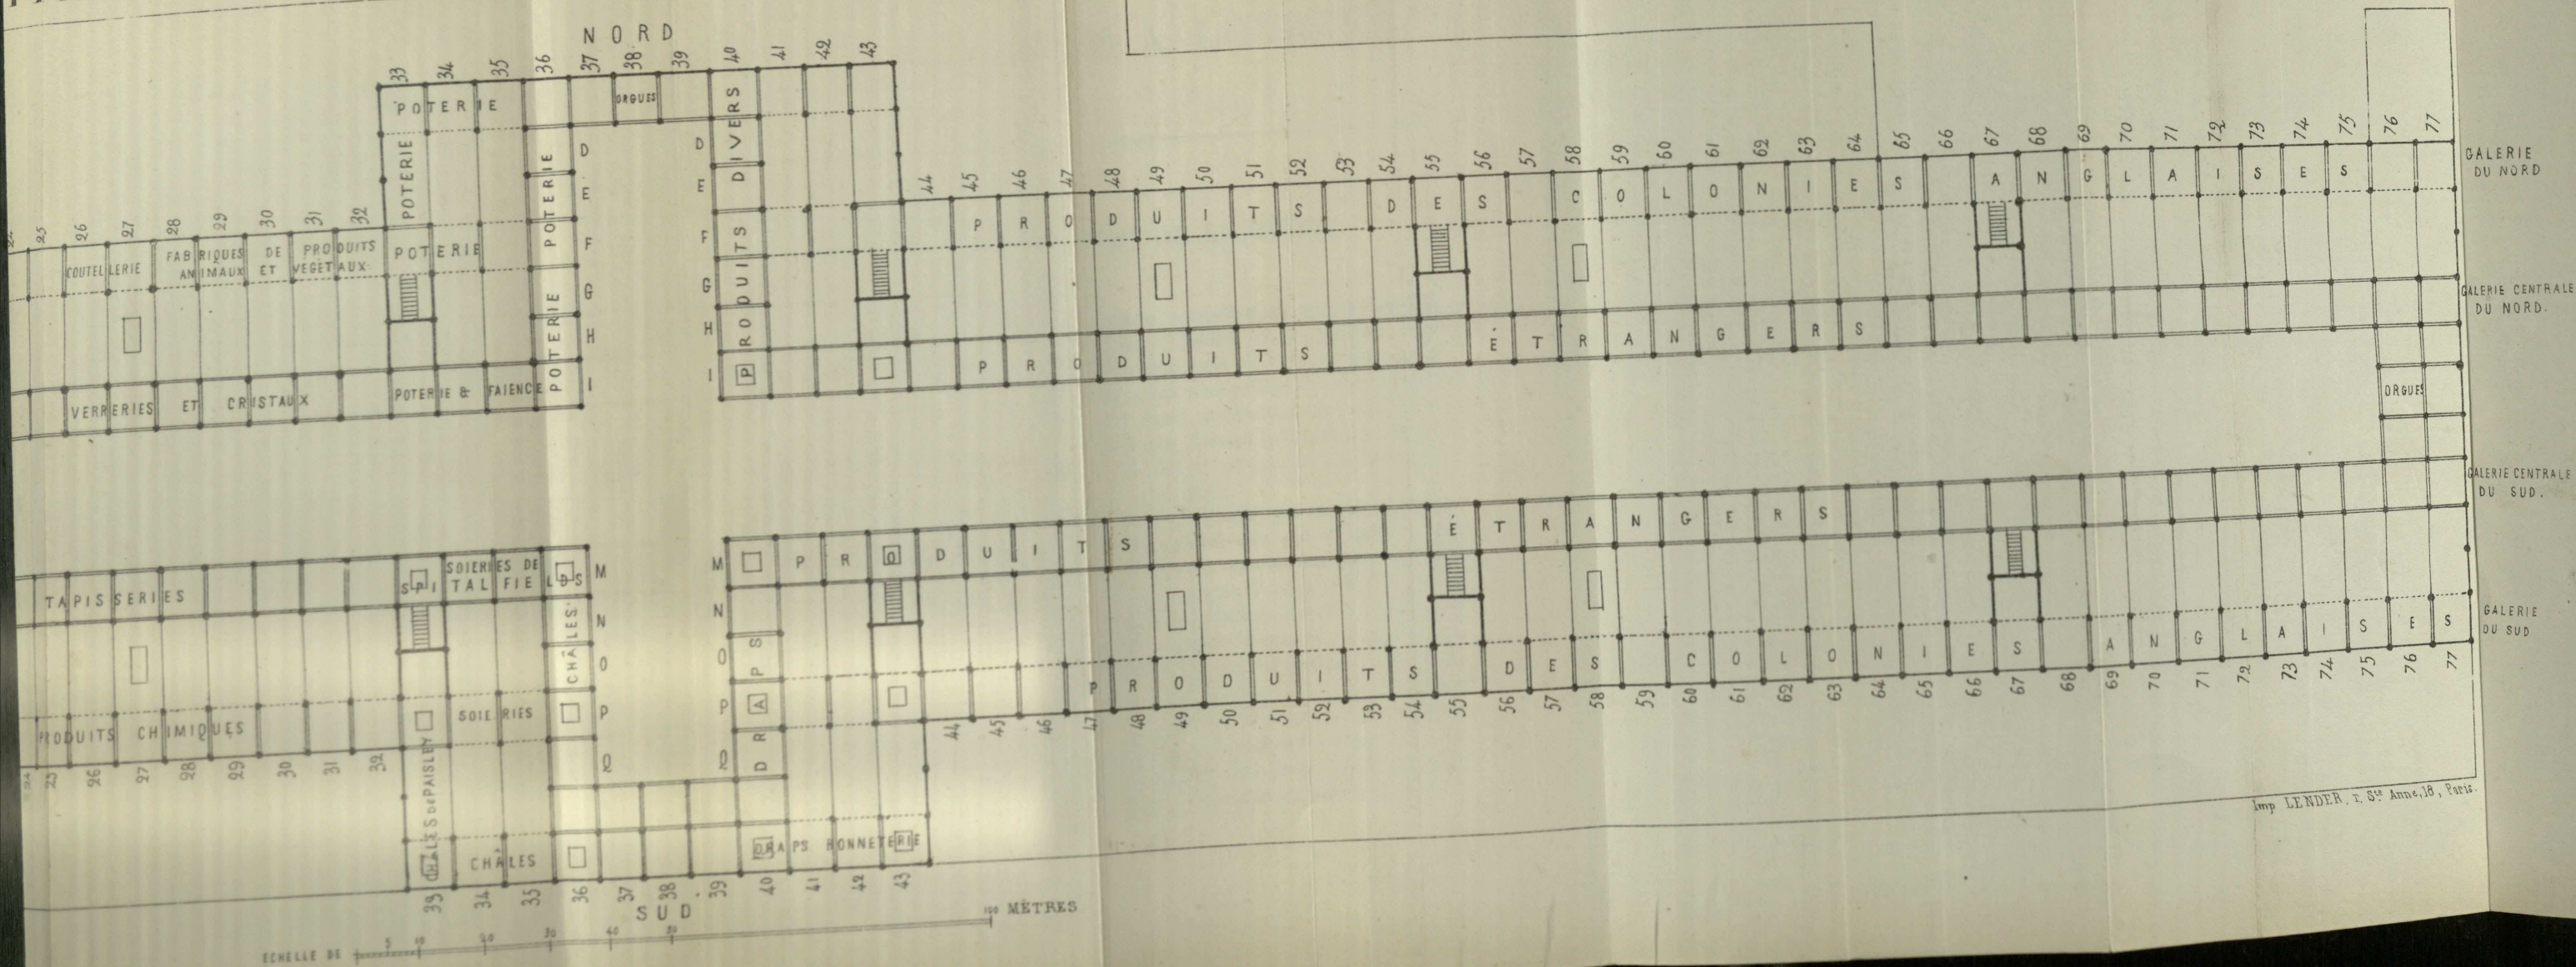 NORD
33 34 35 36 37 38 39 40 41 42 43
POTERIE
ORGUES
POTERIE
POTERIE
POTERIE
POTERIE
D E F G H I
D E F G H I
PRODUITS DIVERS
25 26 27 28 29 30 31 32
COUTELLERIE
FABRIQUES DE PRODUITS
ANIMAUX ET VEGETAUX
POTERIE
VERRERIES ET CRISTAUX
POTERIE & FAIENCE
44 45 46 47 48 49 50 51 52 53 54 55 56 57 58 59 60 61 62 63 64 65 66 67 68 69 70 71 72 73 74 75 76 77
PRODUITS DES COLONIES ANGLAISES
PRODUITS ÉTRANGERS
GALERIE
DU NORD
GALERIE CENTRALE
DU NORD.
ORGUES
GALERIE CENTRALE
DU SUD.
GALERIE
DU SUD
TAPISSERIES
SOIERIES DE
SPITALFIELDS
M N O P Q
M N O P Q
CHÂLES
PRODUITS CHIMIQUES
SOIERIES
25 26 27 28 29 30 31 32
CHALES De PAISLEY
CHÂLES
DRAPS
DRAPS BONNETERIE
33 34 35 36 37 38 39 40 41 42 43
SUD
PRODUITS ÉTRANGERS
PRODUITS DES COLONIES ANGLAISES
44 45 46 47 48 49 50 51 52 53 54 55 56 57 58 59 60 61 62 63 64 65 66 67 68 69 70 71 72 73 74 75 76 77
Imp LENDER, r. Ste Anne, 18, Paris.
ECHELLE DE 5 10 20 30 40 50 100 MÈTRES